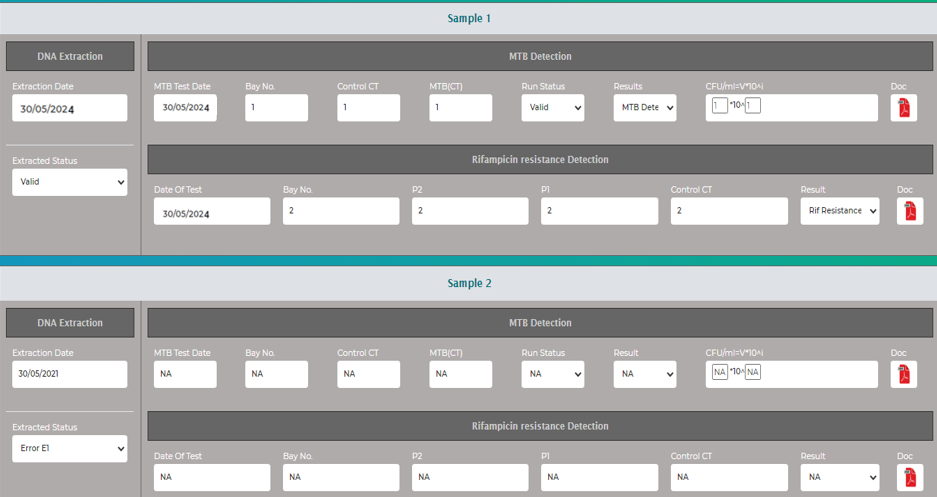 Sample 1
DNA Extraction
MTB Detection
Extraction Date
MTB Test Date Bay No. Control CT MTB(CT) Run Status Results CFU/ml=V*10^i Doc
30/05/2024
30/05/2024 1 1 1 Valid MTB Dete 1 *10^ 1
Extracted Status
Valid
Rifampicin resistance Detection
Date Of Test Bay No. P2 P1 Control CT Result Doc
30/05/2024 2 2 2 2 Rif Resistance
Sample 2
DNA Extraction
MTB Detection
Extraction Date
MTB Test Date Bay No. Control CT MTB(CT) Run Status Result CFU/ml=V*10^i Doc
30/05/2021
NA NA NA NA NA NA NA *10^ NA
Extracted Status
Error E1
Rifampicin resistance Detection
Date Of Test Bay No. P2 P1 Control CT Result Doc
NA NA NA NA NA NA